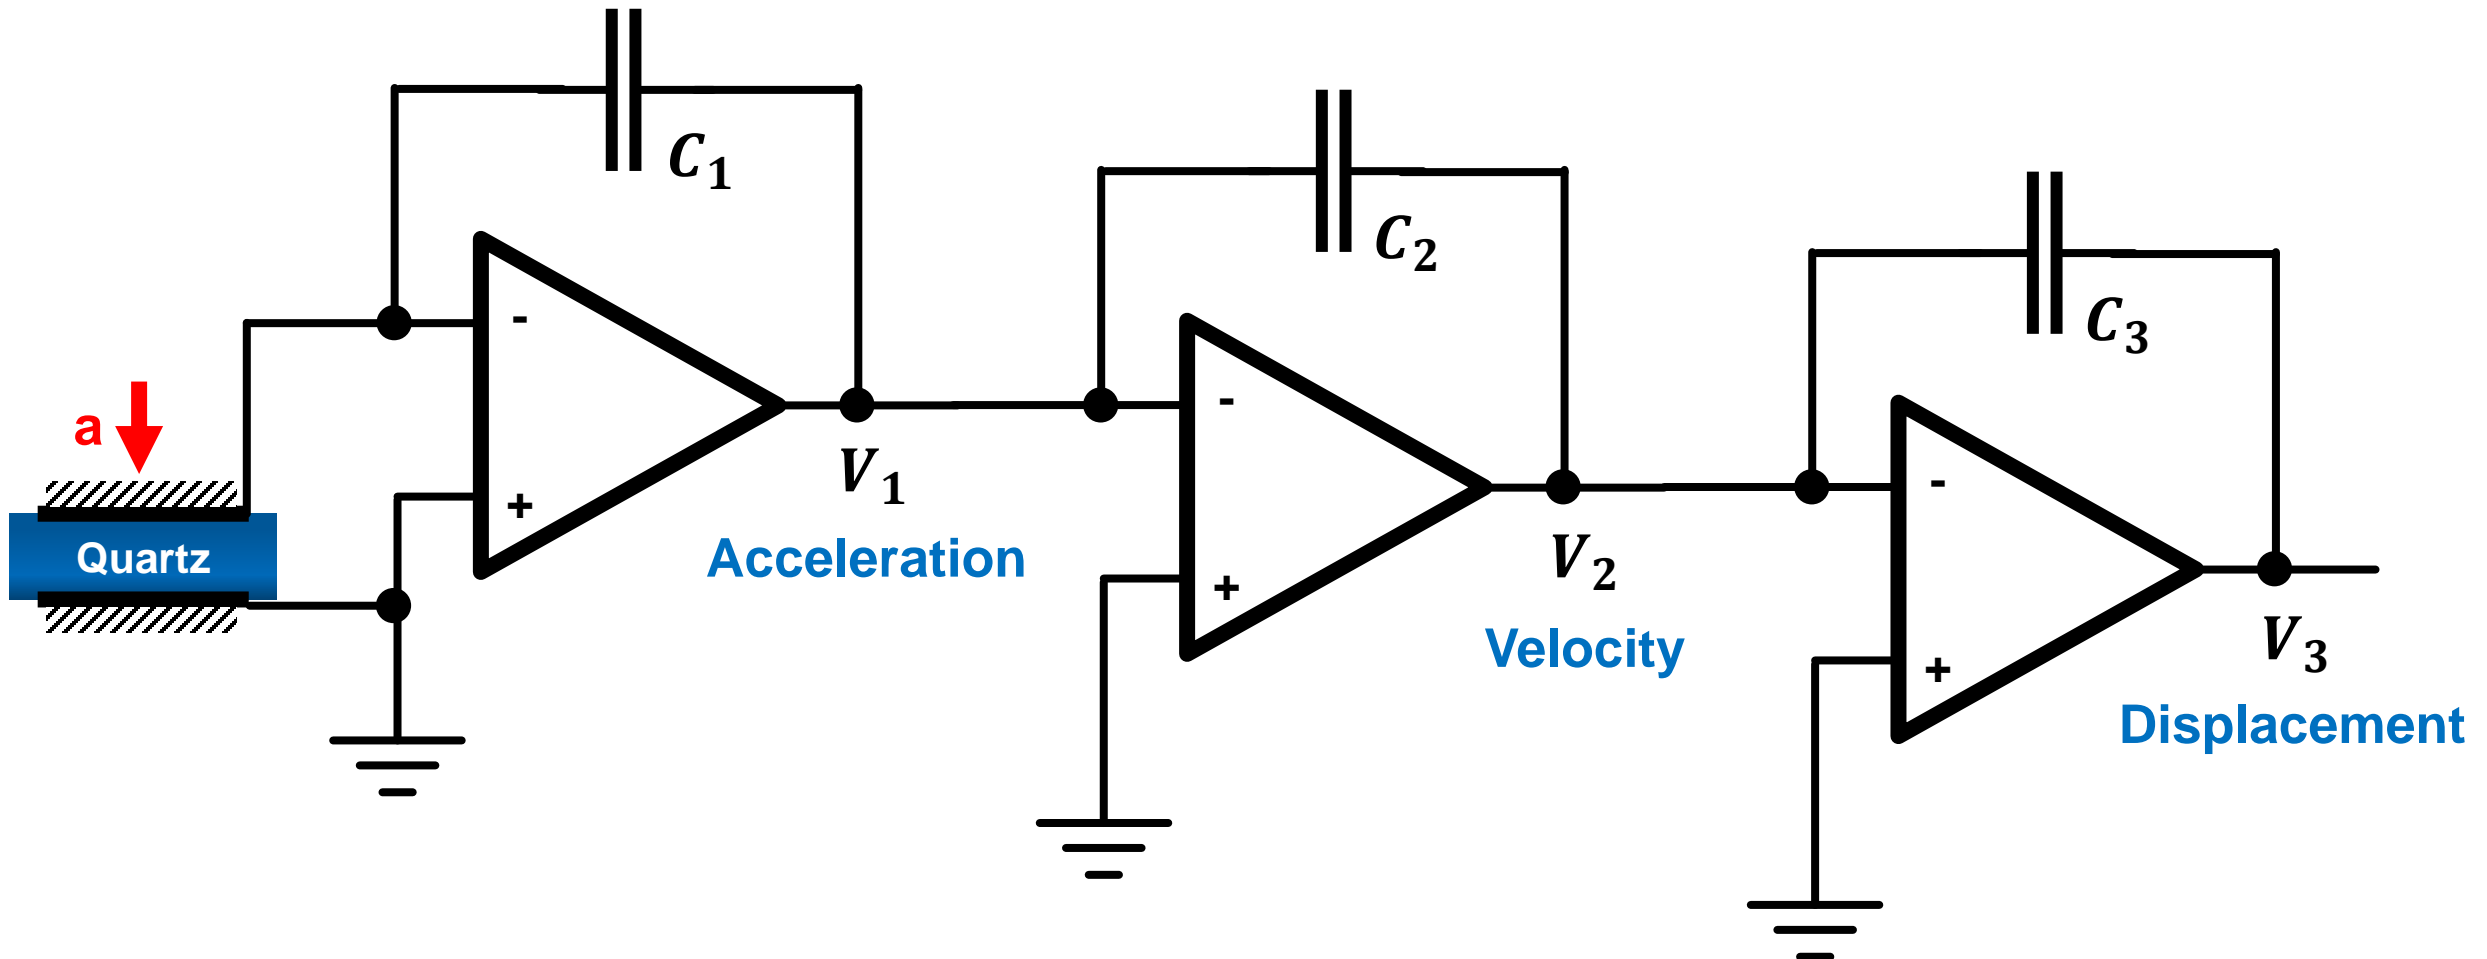 C1
-
+
a
Quartz
V1
Acceleration
C2
-
+
V2
Velocity
C3
-
+
V3
Displacement